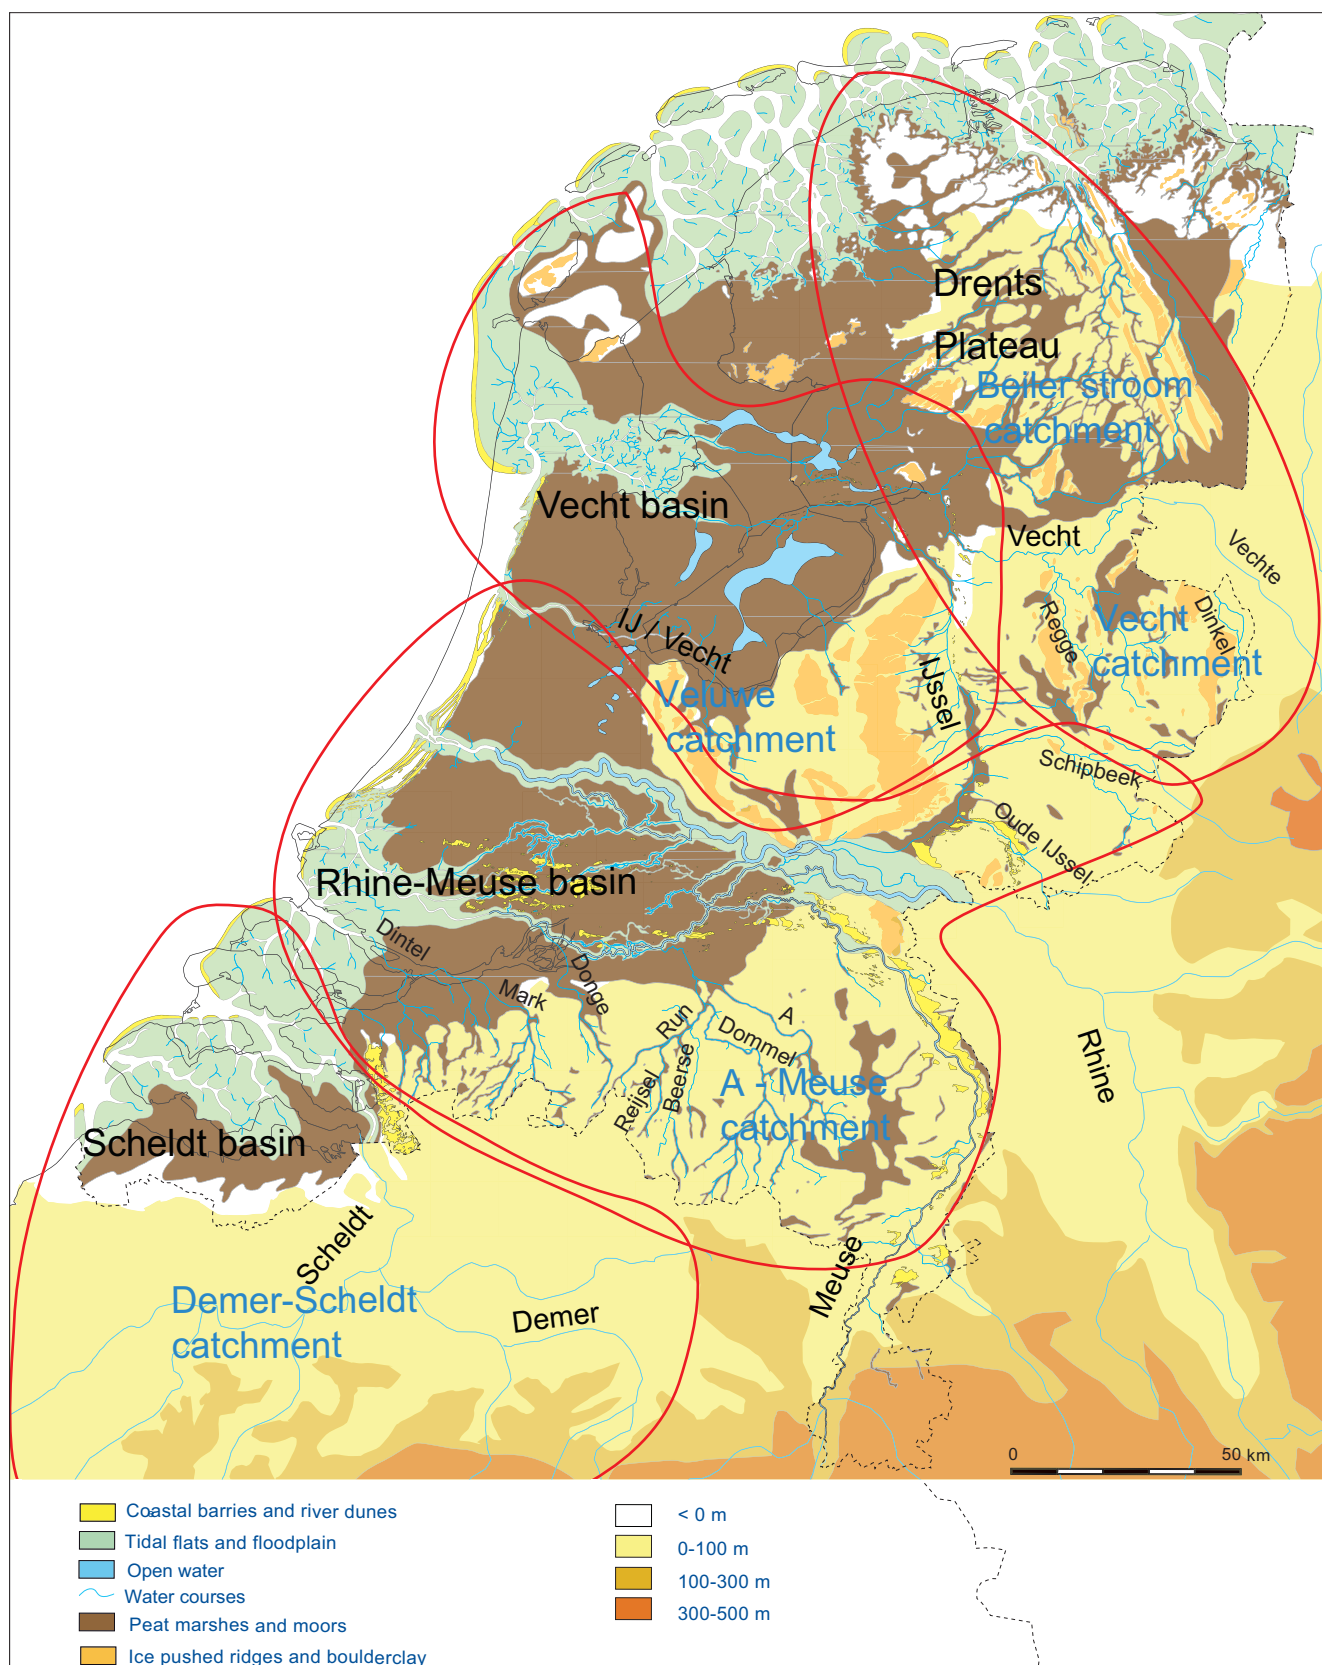 Drents
Plateau
Beiler stroom
catchment
Vecht basin
Vecht
Vechte
IJ / Vecht
Regge
Vecht
catchment
Dinkel
IJssel
Veluwe
catchment
Schipbeek
Oude IJssel
Rhine-Meuse basin
Dintel
Donge
Mark
Run
A
Dommel
Reijsel
Beerse
A - Meuse
catchment
Rhine
Scheldt basin
Scheldt
Meuse
Demer-Scheldt
catchment
Demer
0 50 km
Coastal barries and river dunes
e
Tidal flats and floodplain
Open water
Water courses
Peat marshes and moors
Ice pushed ridges and boulderclay
< 0 m
0-100 m
100-300 m
300-500 m